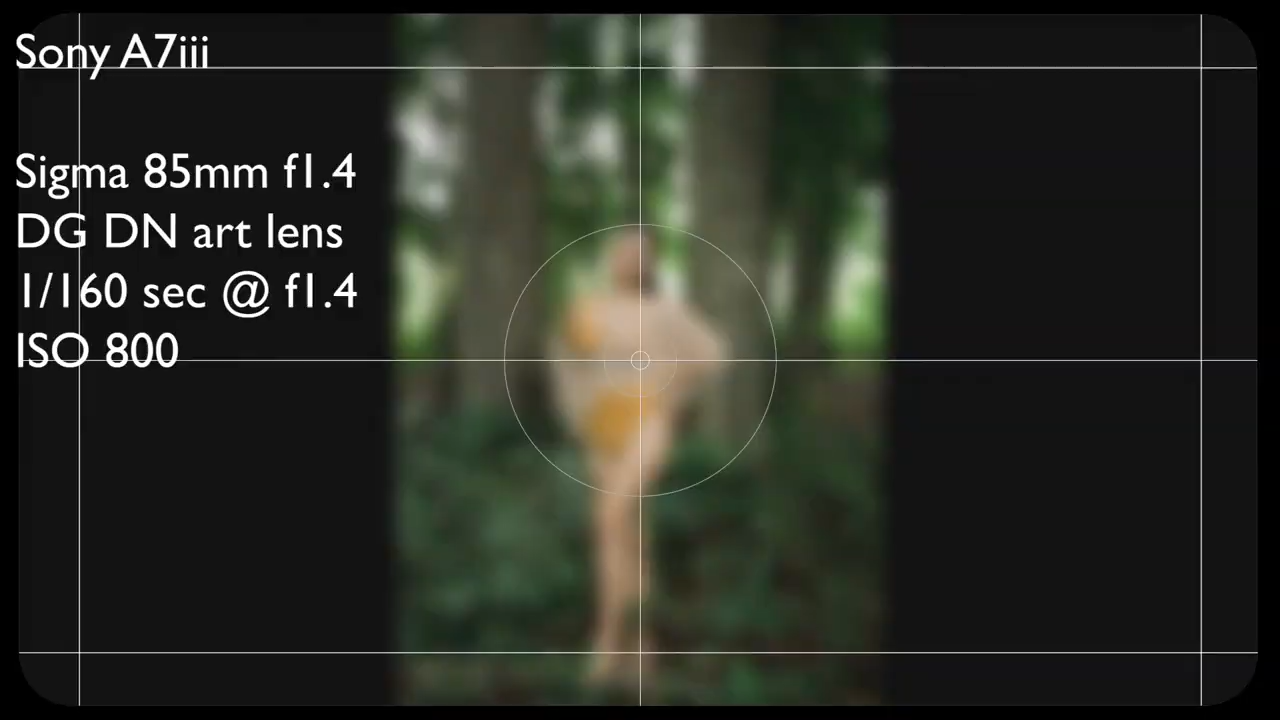 Sony A7iii
Sigma 85mm f1.4
DG DN art lens
1/160 sec @ f1.4
ISO 800